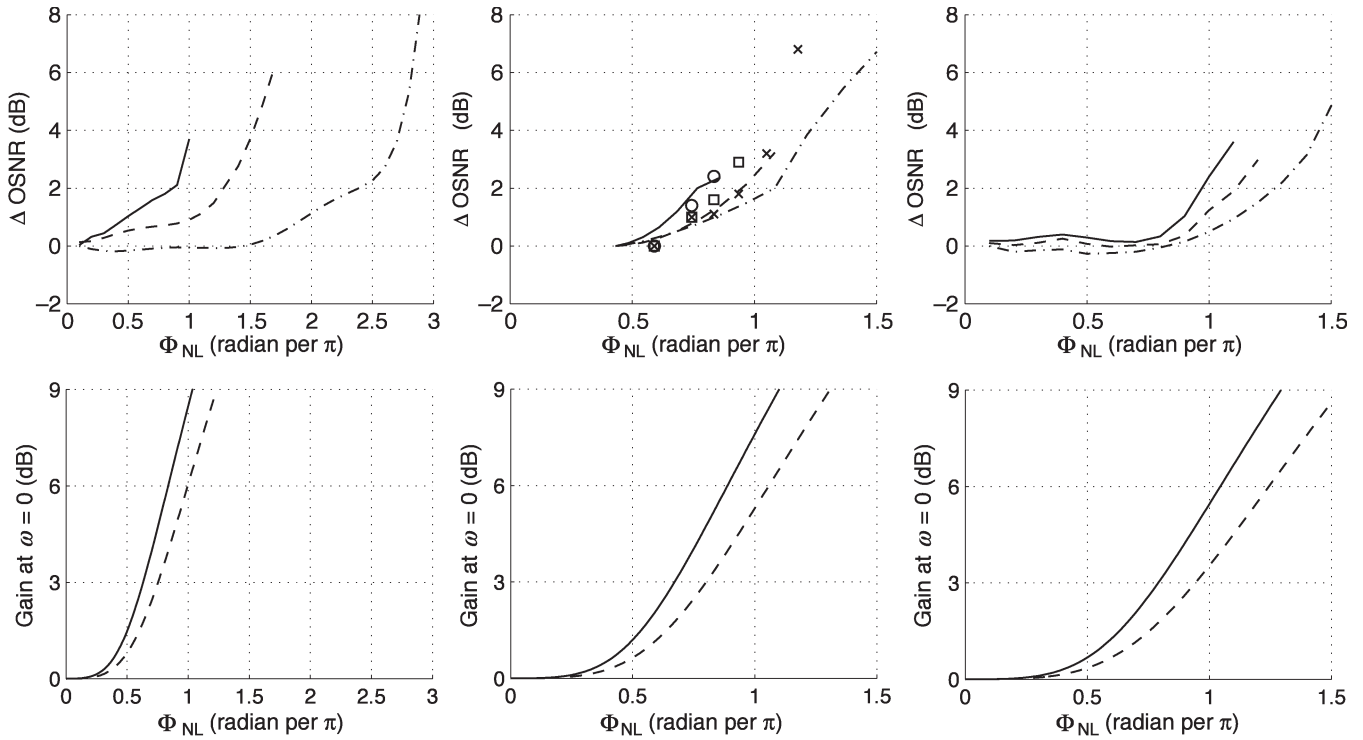 8
6
4
2
0
−2
Δ OSNR (dB)
0 0.5 1 1.5 2 2.5 3
Φ NL (radian per π)
8
6
4
2
0
−2
Δ OSNR (dB)
0 0.5 1 1.5
Φ NL (radian per π)
8
6
4
2
0
−2
Δ OSNR (dB)
0 0.5 1 1.5
Φ NL (radian per π)
9
6
3
0
Gain at ω = 0 (dB)
0 0.5 1 1.5 2 2.5 3
Φ NL (radian per π)
9
6
3
0
Gain at ω = 0 (dB)
0 0.5 1 1.5
Φ NL (radian per π)
9
6
3
0
Gain at ω = 0 (dB)
0 0.5 1 1.5
Φ NL (radian per π)